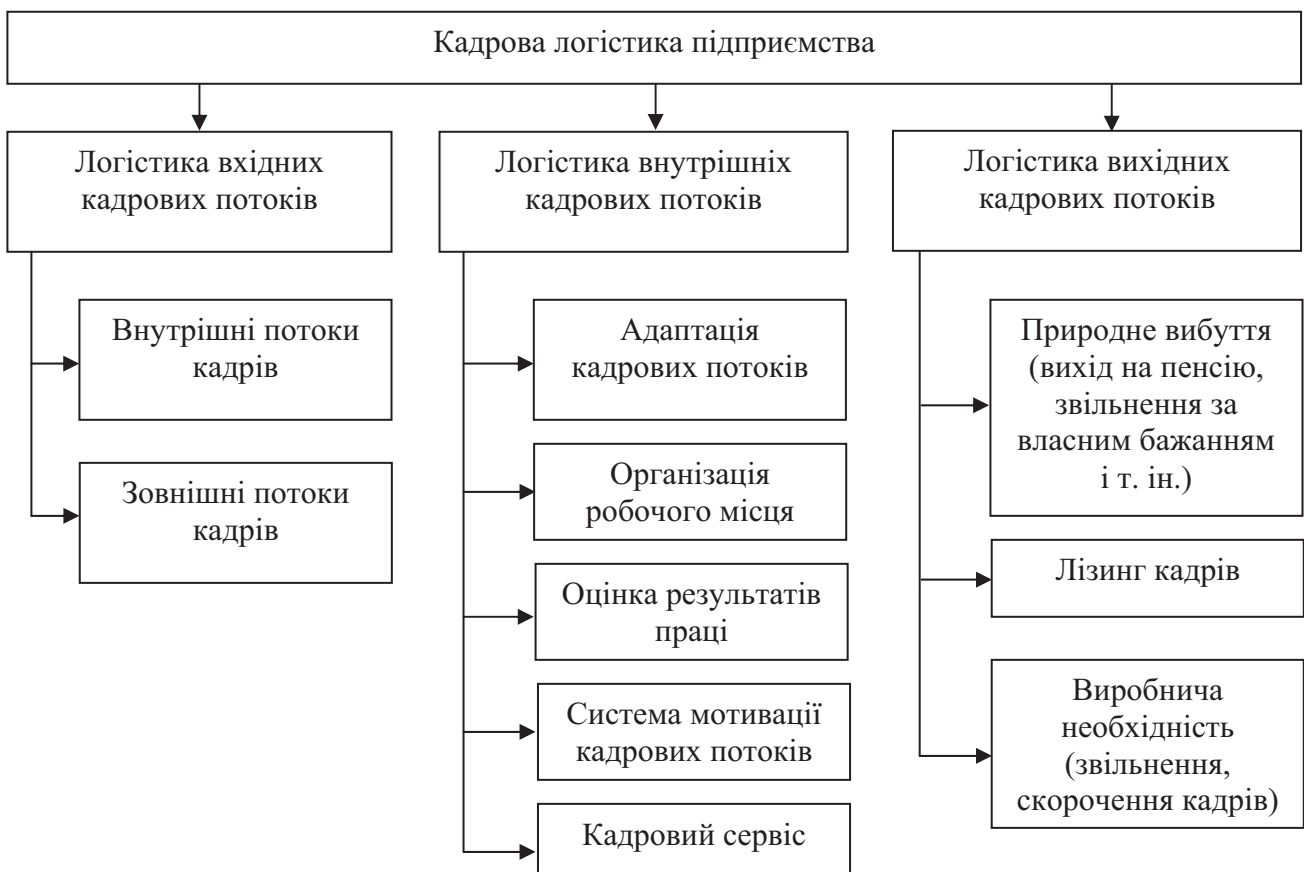 Кадрова логістика підприємства
Логістика вхідних
кадрових потоків
Внутрішні потоки
кадрів
Зовнішні потоки
кадрів
Логістика внутрішніх
кадрових потоків
Адаптація
кадрових потоків
Організація
робочого місця
Оцінка результатів
праці
Система мотивації
кадрових потоків
Кадровий сервіс
Логістика вихідних
кадрових потоків
Природне вибуття
(вихід на пенсію,
звільнення за
власним бажанням
і т. ін.)
Лізинг кадрів
Виробнича
необхідність
(звільнення,
скорочення кадрів)